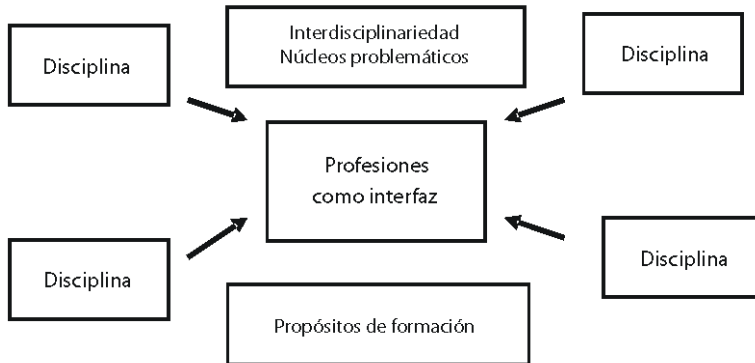 Interdisciplinariedad
Núcleos problemáticos
Disciplina
Disciplina
Profesiones
como interfaz
Disciplina
Disciplina
Propósitos de formación